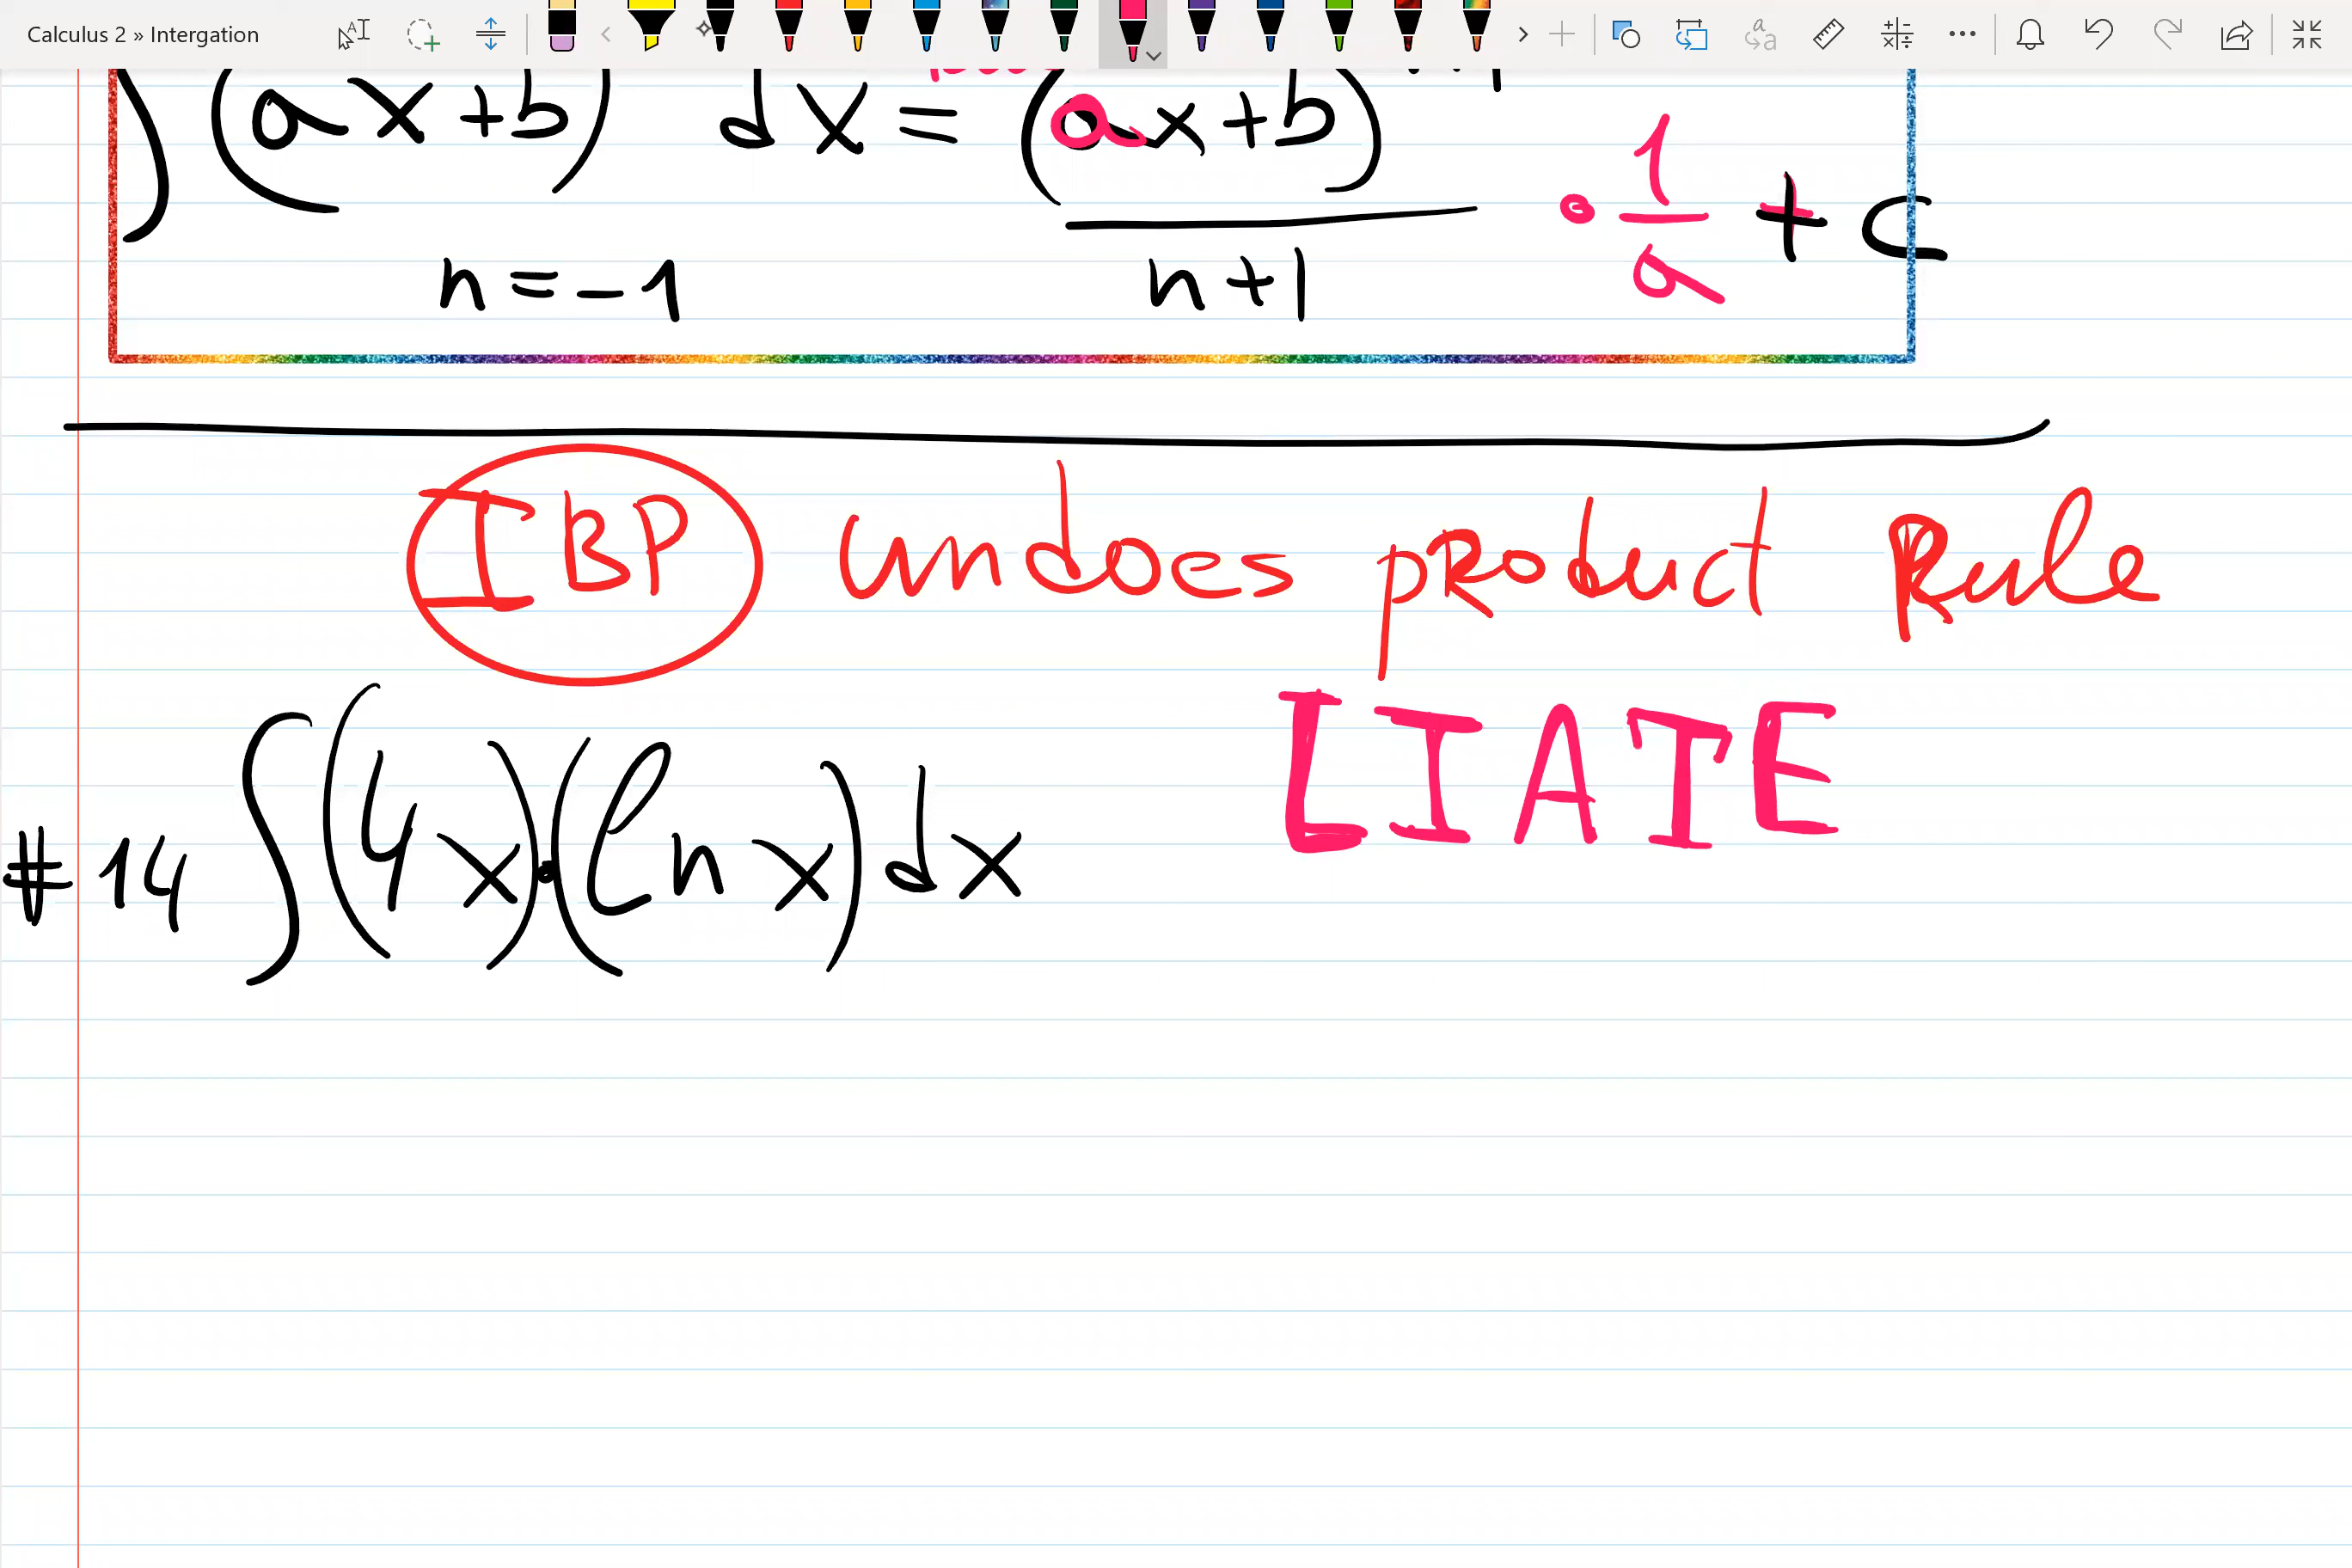 Calculus 2 » Intergation
∫ (ax+b) dx = (ax+b) · 1/a + C
n=-1 n+1
IBP undoes product Rule
LIATE
#14 ∫(4x)·(ln x)dx